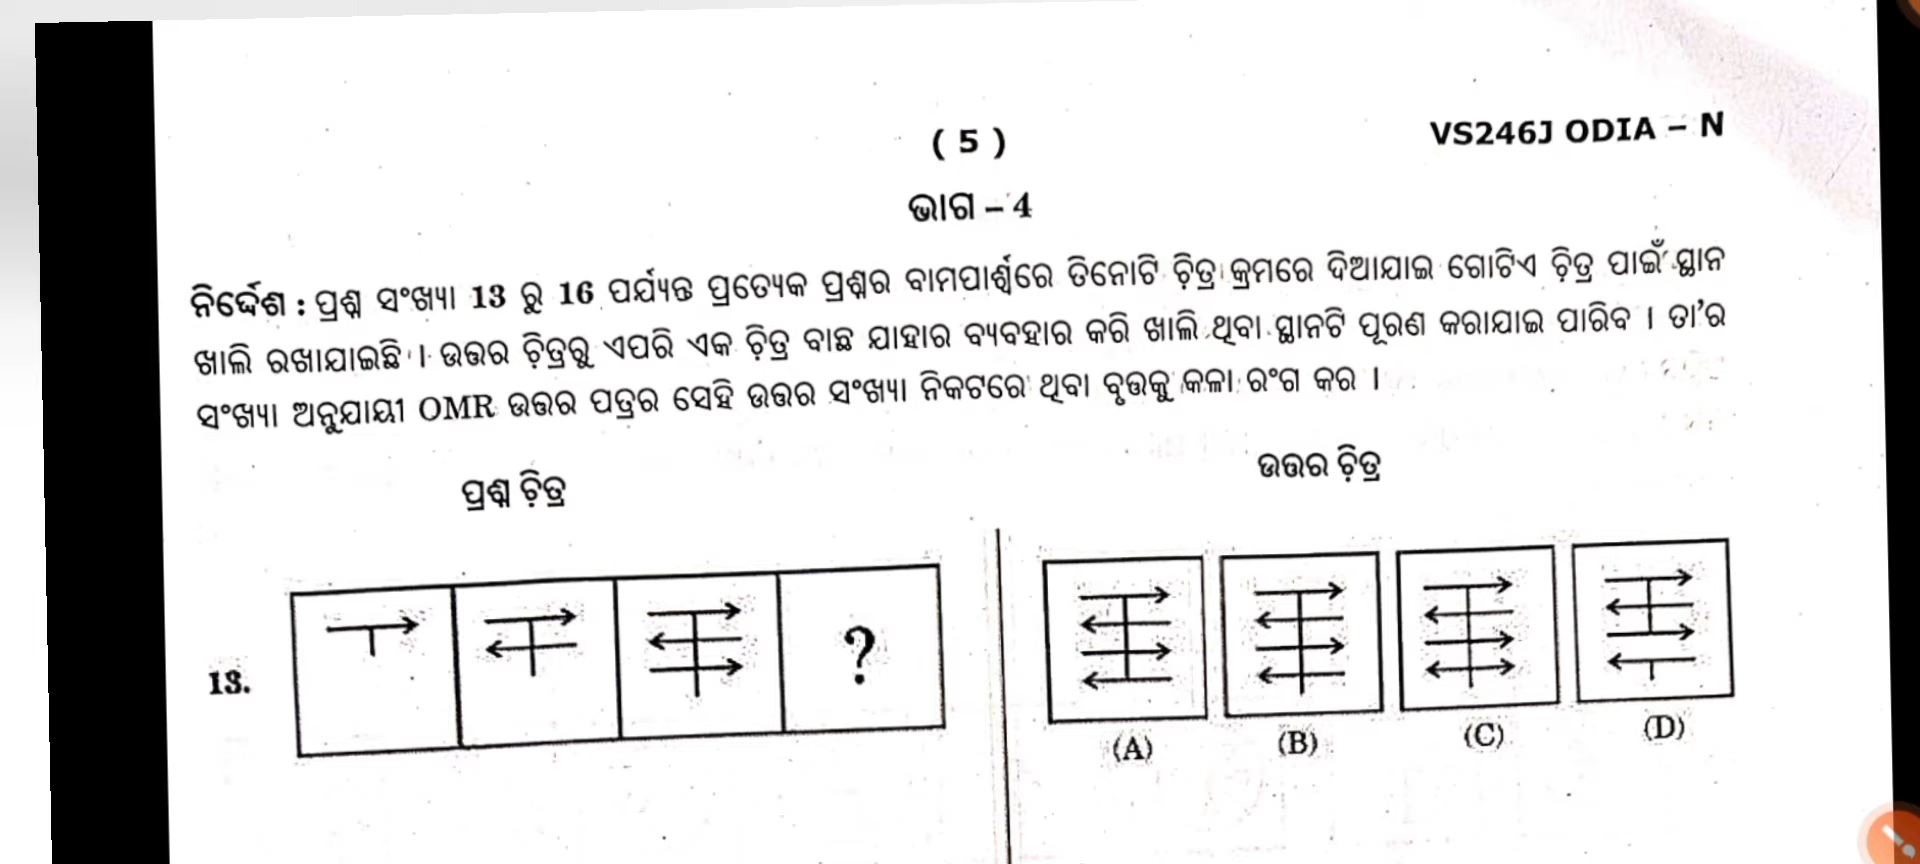 ( 5 )
VS246J ODIA – N
ଭାଗ – 4
ନିର୍ଦ୍ଦେଶ : ପ୍ରଶ୍ନ ସଂଖ୍ୟା 13 ରୁ 16 ପର୍ଯ୍ୟନ୍ତ ପ୍ରତ୍ୟେକ ପ୍ରଶ୍ନର ବାମପାର୍ଶ୍ୱରେ ତିନୋଟି ଚ଼ିତ୍ର କ୍ରମରେ ଦିଆଯାଇ ଗୋଟିଏ ଚ଼ିତ୍ର ପାଇଁ ସ୍ଥାନ
ଖାଲି ରଖାଯାଇଛି । ଉତ୍ତର ଚ଼ିତ୍ରରୁ ଏପରି ଏକ ଚ଼ିତ୍ର ବାଛ ଯାହାର ବ୍ୟବହାର କରି ଖାଲି ଥିବା ସ୍ଥାନଟି ପୂରଣ କରାଯାଇ ପାରିବ । ତା’ର
ସଂଖ୍ୟା ଅନୁଯାୟୀ OMR ଉତ୍ତର ପତ୍ରର ସେହି ଉତ୍ତର ସଂଖ୍ୟା ନିକଟରେ ଥିବା ବୃତ୍ତକୁ କଳା ରଂଗ କର ।
ପ୍ରଶ୍ନ ଚ଼ିତ୍ର
ଉତ୍ତର ଚ଼ିତ୍ର
13.
?
(A) (B) (C) (D)